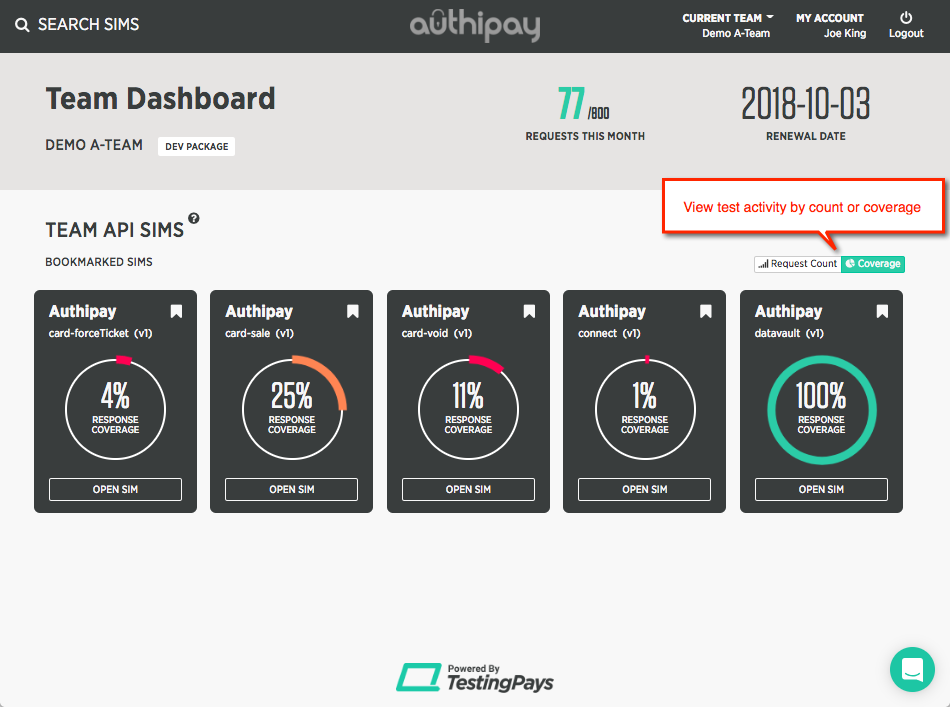 SEARCH SIMS
authipay
CURRENT TEAM
Demo A-Team
MY ACCOUNT
Joe King
Logout
Team Dashboard
DEMO A-TEAM
DEV PACKAGE
77 /800
REQUESTS THIS MONTH
2018-10-03
RENEWAL DATE
View test activity by count or coverage
TEAM API SIMS ?
BOOKMARKED SIMS
Request Count
Coverage
Authipay
card-forceTicket (v1)
4%
RESPONSE
COVERAGE
OPEN SIM
Authipay
card-sale (v1)
25%
RESPONSE
COVERAGE
OPEN SIM
Authipay
card-void (v1)
11%
RESPONSE
COVERAGE
OPEN SIM
Authipay
connect (v1)
1%
RESPONSE
COVERAGE
OPEN SIM
Authipay
datavault (v1)
100%
RESPONSE
COVERAGE
OPEN SIM
Powered By
TestingPays